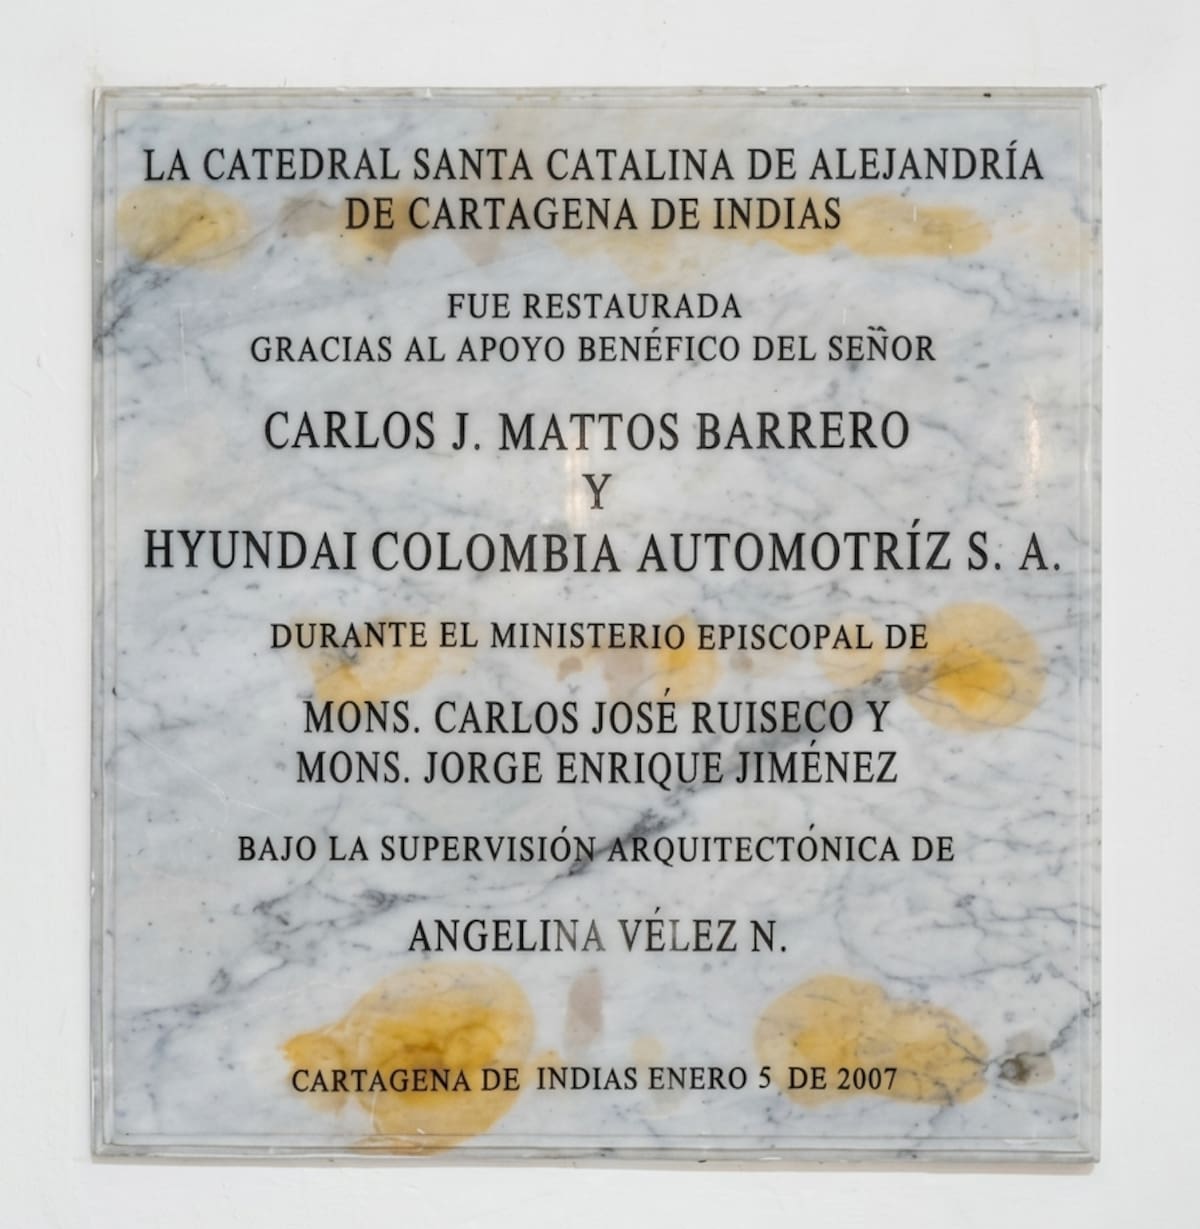 LA CATEDRAL SANTA CATALINA DE ALEJANDRÍA
DE CARTAGENA DE INDIAS
FUE RESTAURADA
GRACIAS AL APOYO BENÉFICO DEL SEÑOR
CARLOS J. MATTOS BARRERO
Y
HYUNDAI COLOMBIA AUTOMOTRÍZ S. A.
DURANTE EL MINISTERIO EPISCOPAL DE
MONS. CARLOS JOSÉ RUISECO Y
MONS. JORGE ENRIQUE JIMÉNEZ
BAJO LA SUPERVISIÓN ARQUITECTÓNICA DE
ANGELINA VÉLEZ N.
CARTAGENA DE INDIAS ENERO 5 DE 2007